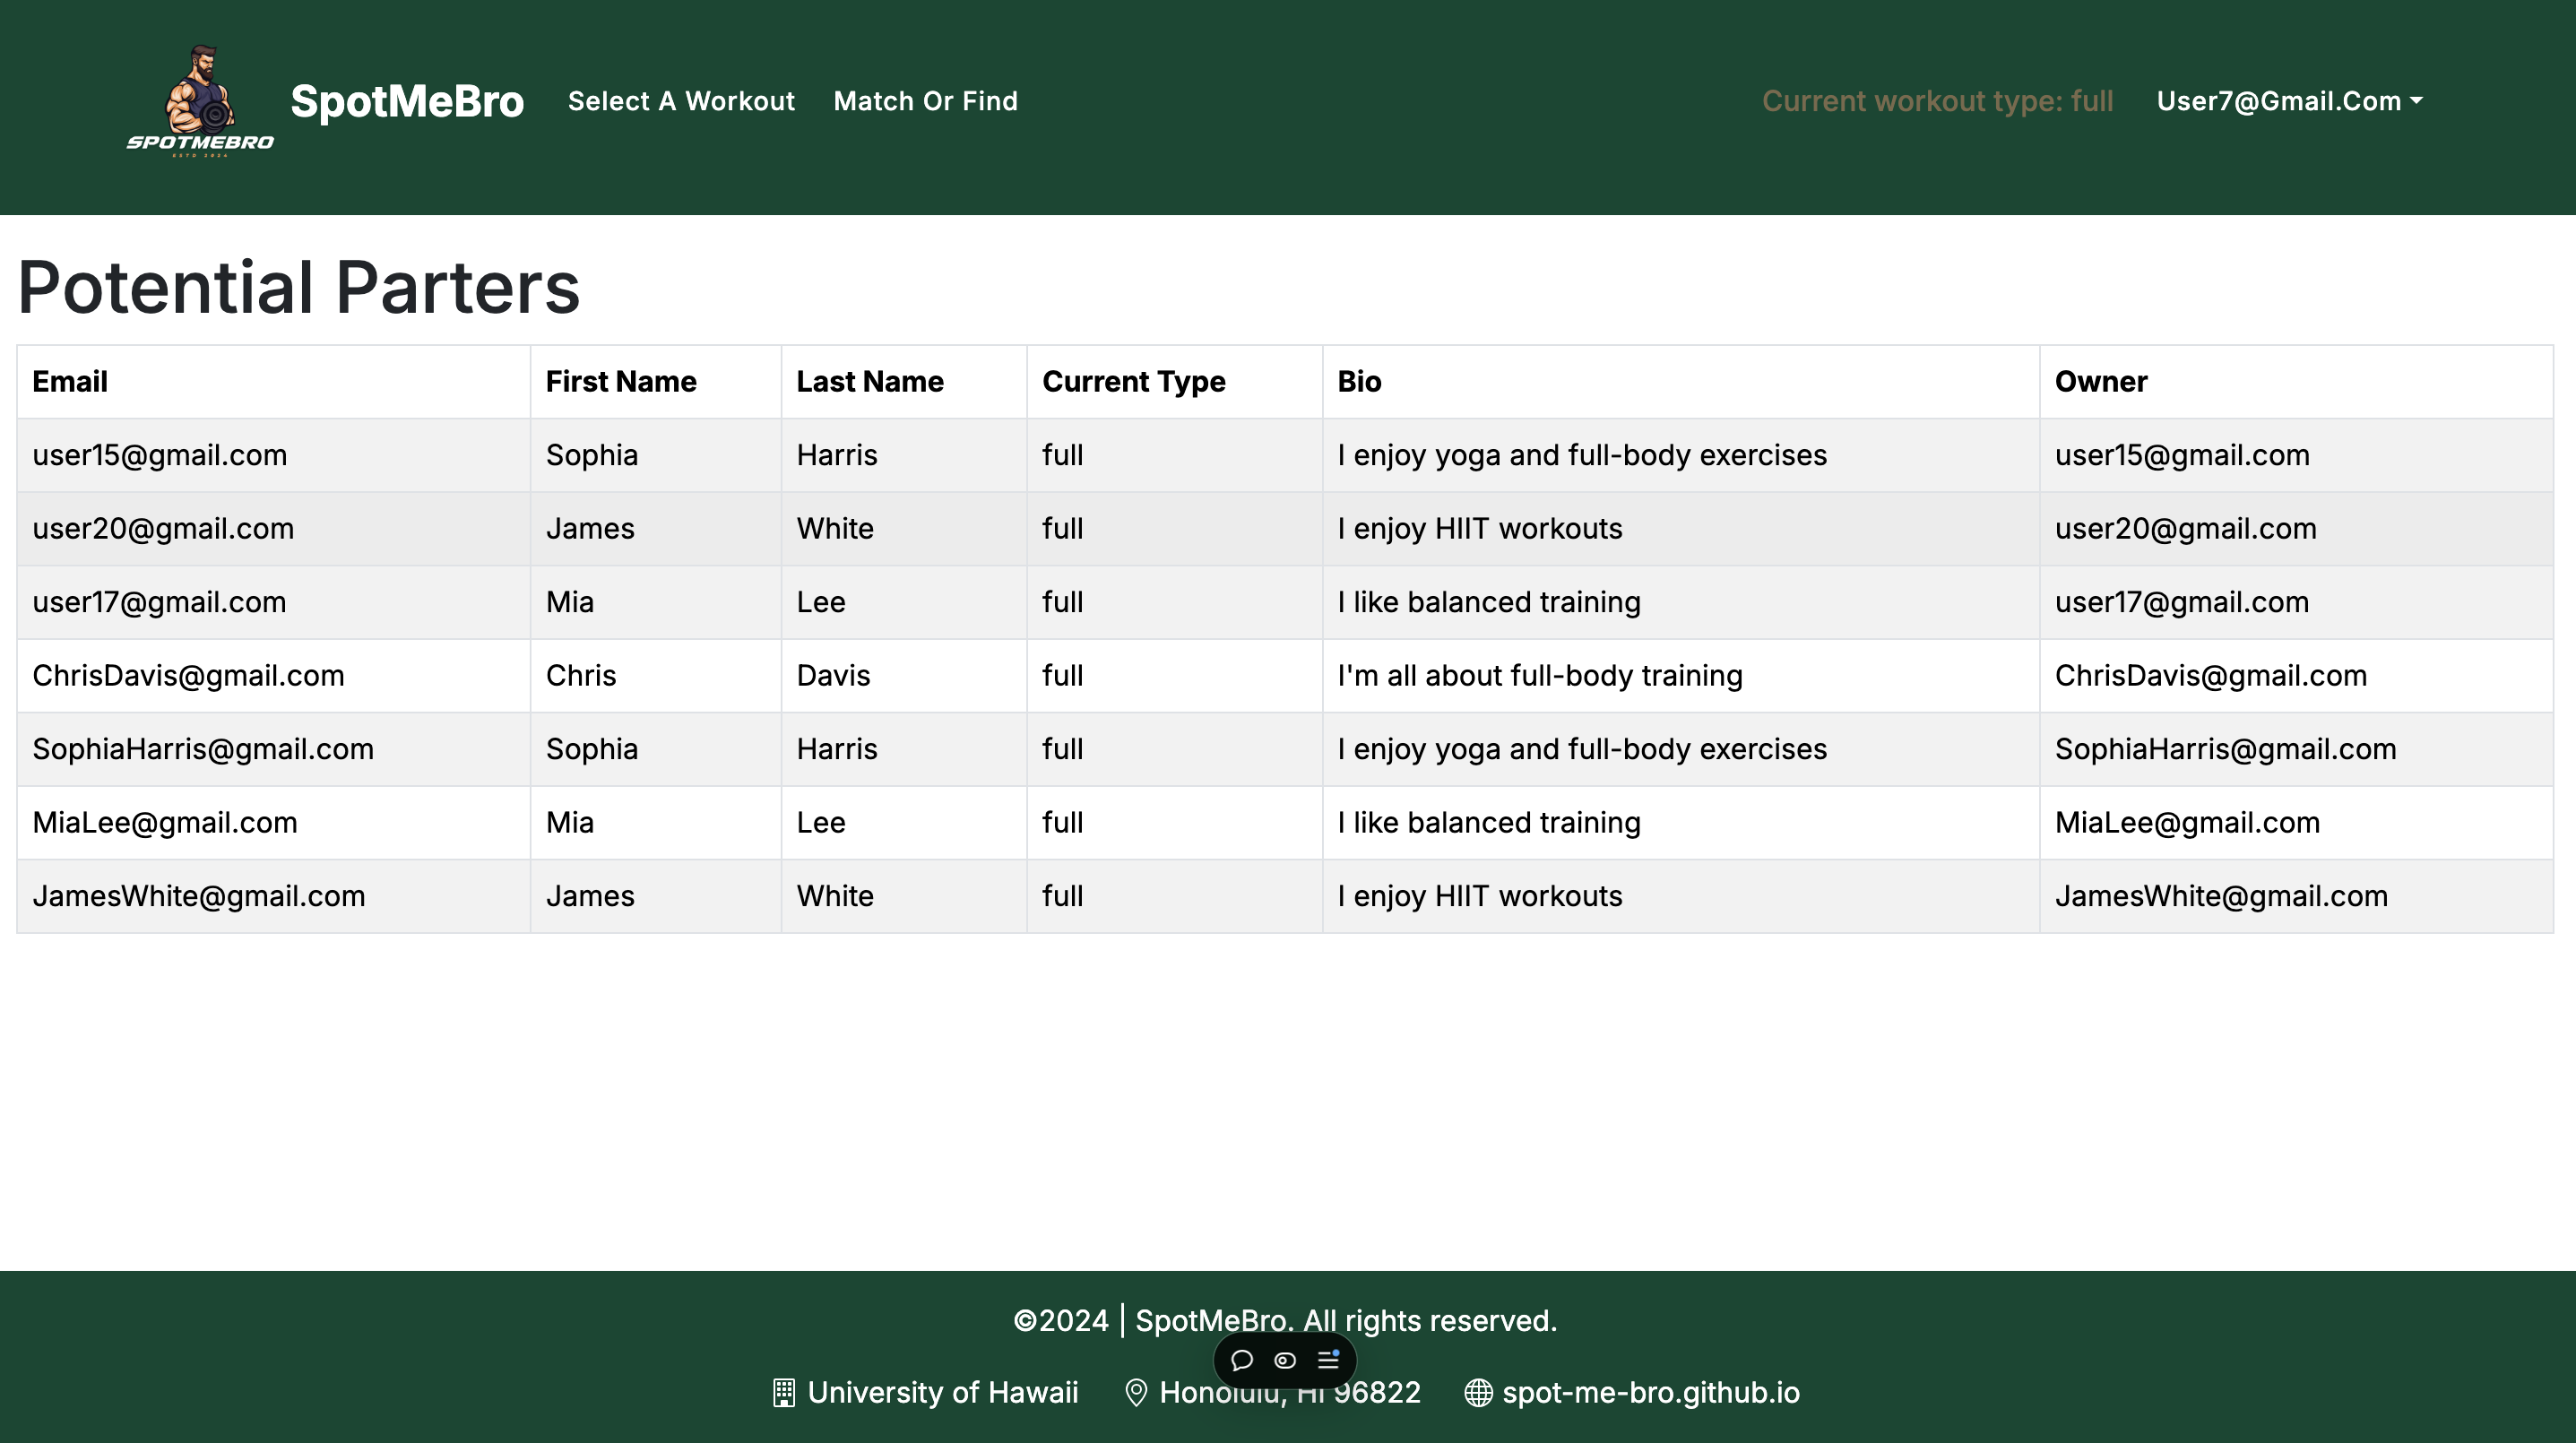 SPOTMEBRO
ESTD 2024
SpotMeBro Select A Workout Match Or Find Current workout type: full User7@Gmail.Com
Potential Parters
Email First Name Last Name Current Type Bio Owner
user15@gmail.com Sophia Harris full I enjoy yoga and full-body exercises user15@gmail.com
user20@gmail.com James White full I enjoy HIIT workouts user20@gmail.com
user17@gmail.com Mia Lee full I like balanced training user17@gmail.com
ChrisDavis@gmail.com Chris Davis full I'm all about full-body training ChrisDavis@gmail.com
SophiaHarris@gmail.com Sophia Harris full I enjoy yoga and full-body exercises SophiaHarris@gmail.com
MiaLee@gmail.com Mia Lee full I like balanced training MiaLee@gmail.com
JamesWhite@gmail.com James White full I enjoy HIIT workouts JamesWhite@gmail.com
©2024 | SpotMeBro. All rights reserved.
University of Hawaii Honolulu, HI 96822 spot-me-bro.github.io